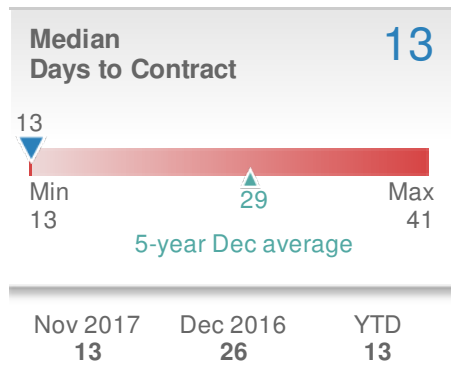 Median
Days to Contract
13
13
Min
13
29
Max
41
5-year Dec average
Nov 2017 Dec 2016 YTD
13 26 13